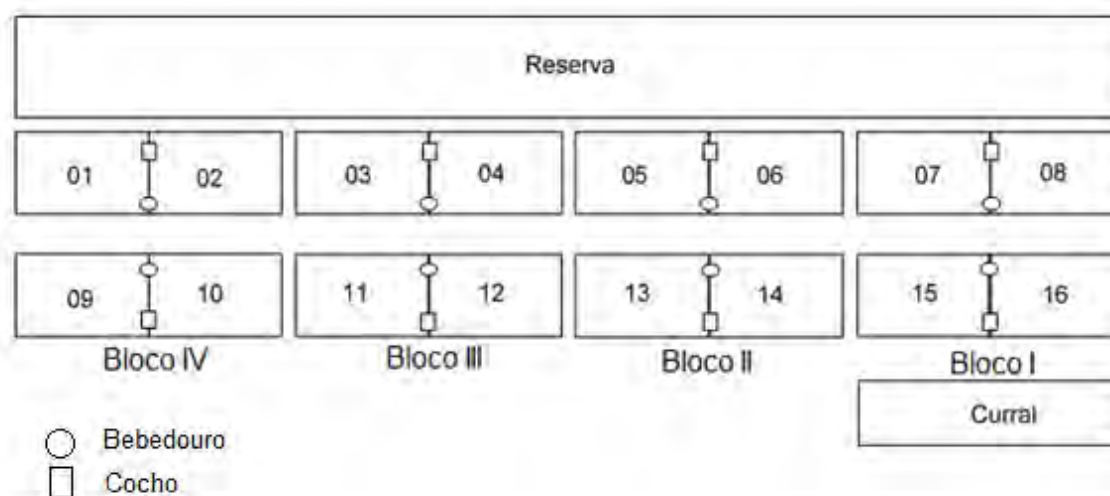 Reserva
01 02 03 04 05 06 07 08
09 10 11 12 13 14 15 16
Bloco IV Bloco III Bloco II Bloco I
Curral
Bebedouro
Cocho